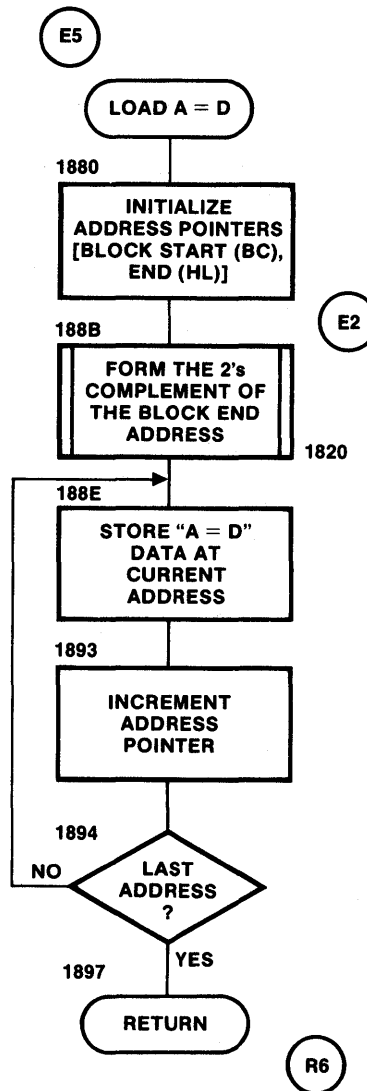 E5
LOAD A = D
1880
INITIALIZE
ADDRESS POINTERS
[BLOCK START (BC),
END (HL)]
E2
188B
FORM THE 2's
COMPLEMENT OF
THE BLOCK END
ADDRESS
1820
188E
STORE “A = D”
DATA AT
CURRENT
ADDRESS
1893
INCREMENT
ADDRESS
POINTER
1894
NO
LAST
ADDRESS
?
YES
1897
RETURN
R6